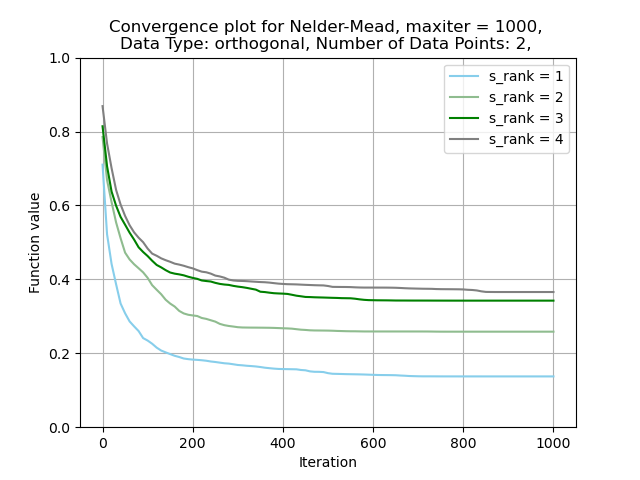 Convergence plot for Nelder-Mead, maxiter = 1000,
Data Type: orthogonal, Number of Data Points: 2,
1.0
0.8
0.6
0.4
0.2
0.0
Function value
s_rank = 1
s_rank = 2
s_rank = 3
s_rank = 4
0 200 400 600 800 1000
Iteration